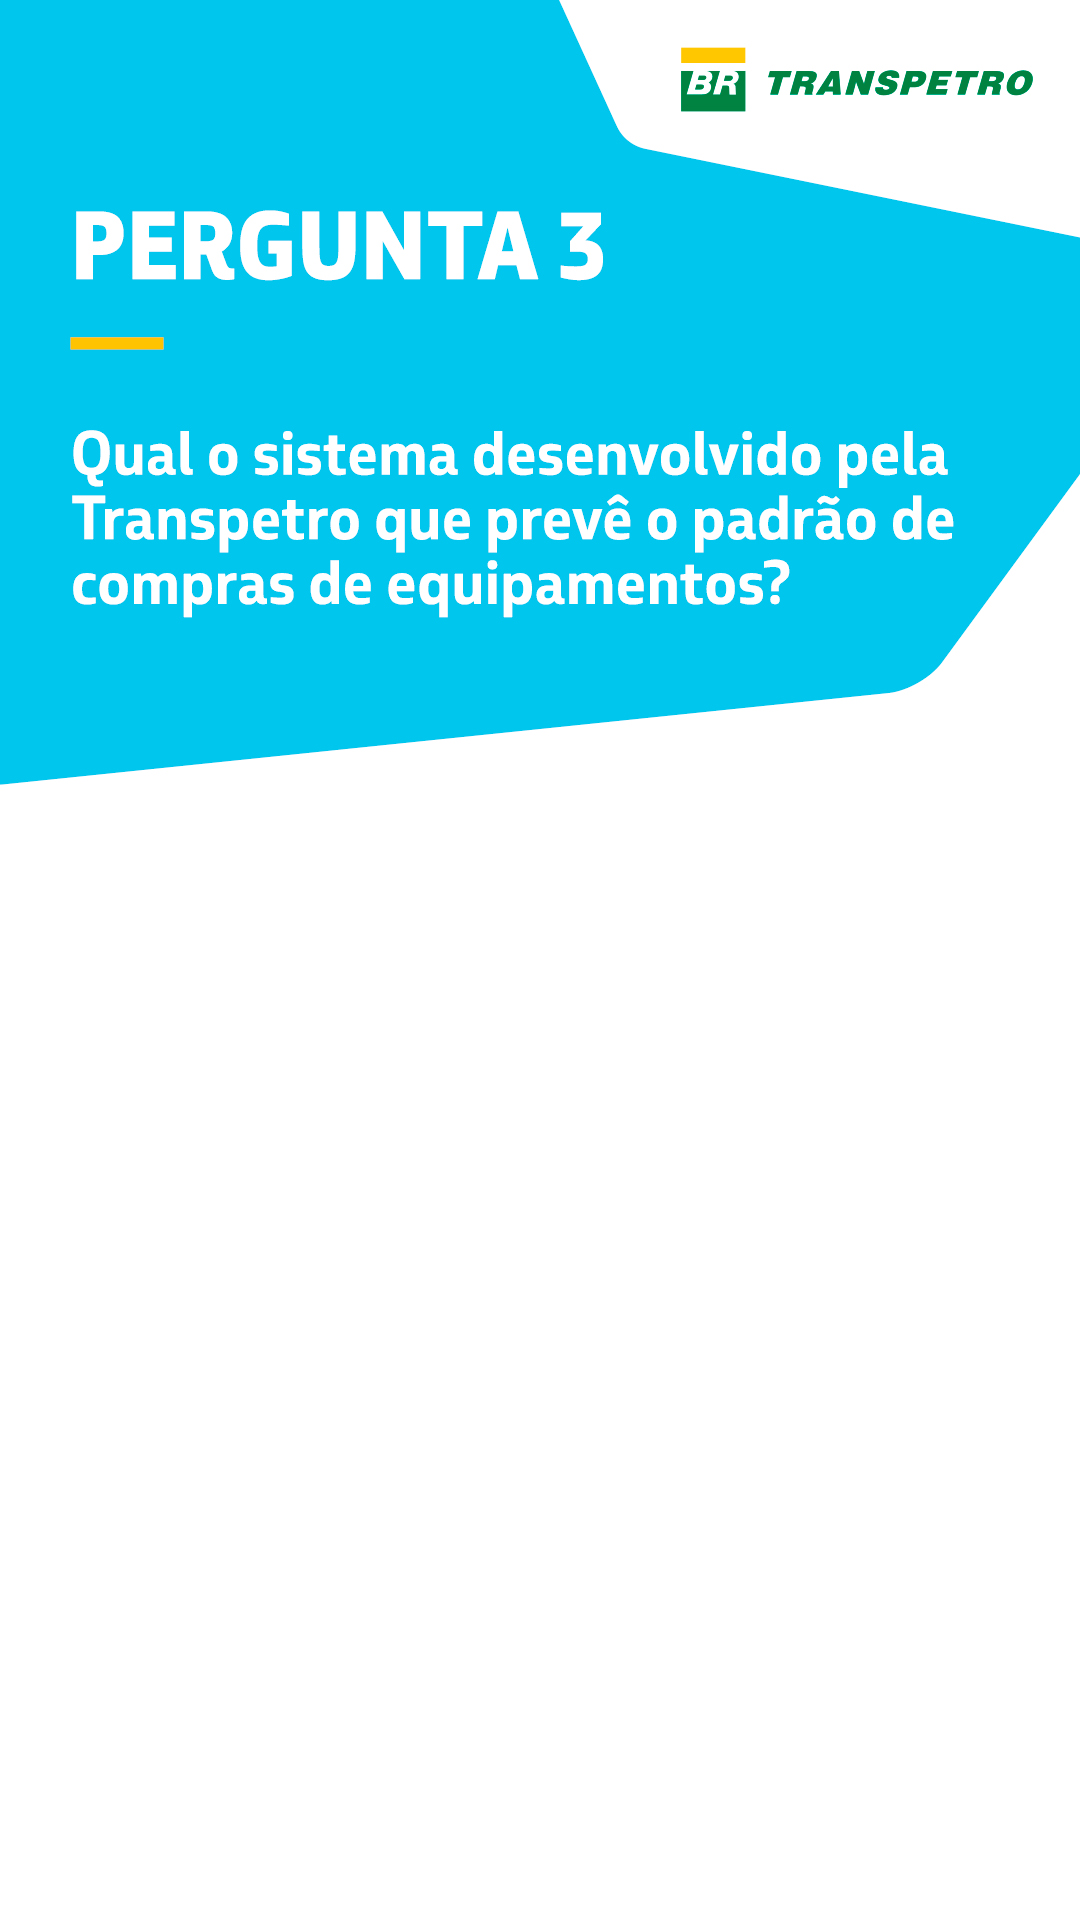 BR TRANSPETRO
PERGUNTA 3
Qual o sistema desenvolvido pela
Transpetro que prevê o padrão de
compras de equipamentos?